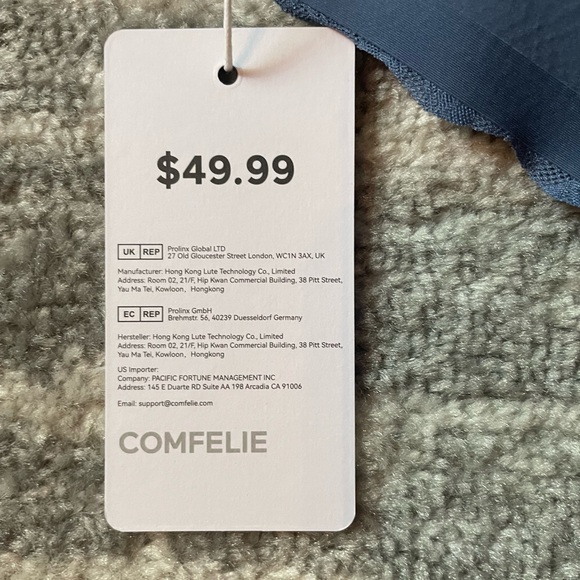 $49.99
UK REP Prolinx Global LTD
27 Old Gloucester Street London, WC1N 3AX, UK
Manufacturer: Hong Kong Lute Technology Co., Limited
Address: Room 02, 21/F, Hip Kwan Commercial Building, 38 Pitt Street,
Yau Ma Tei, Kowloon, Hongkong
EC REP Prolinx GmbH
Brehmstr. 56, 40239 Duesseldorf Germany
Hersteller: Hong Kong Lute Technology Co., Limited
Address: Room 02, 21/F, Hip Kwan Commercial Building, 38 Pitt Street,
Yau Ma Tei, Kowloon, Hongkong
US Importer:
Company: PACIFIC FORTUNE MANAGEMENT INC
Address: 145 E Duarte RD Suite AA 198 Arcadia CA 91006
Email: support@comfelie.com
COMFELIE